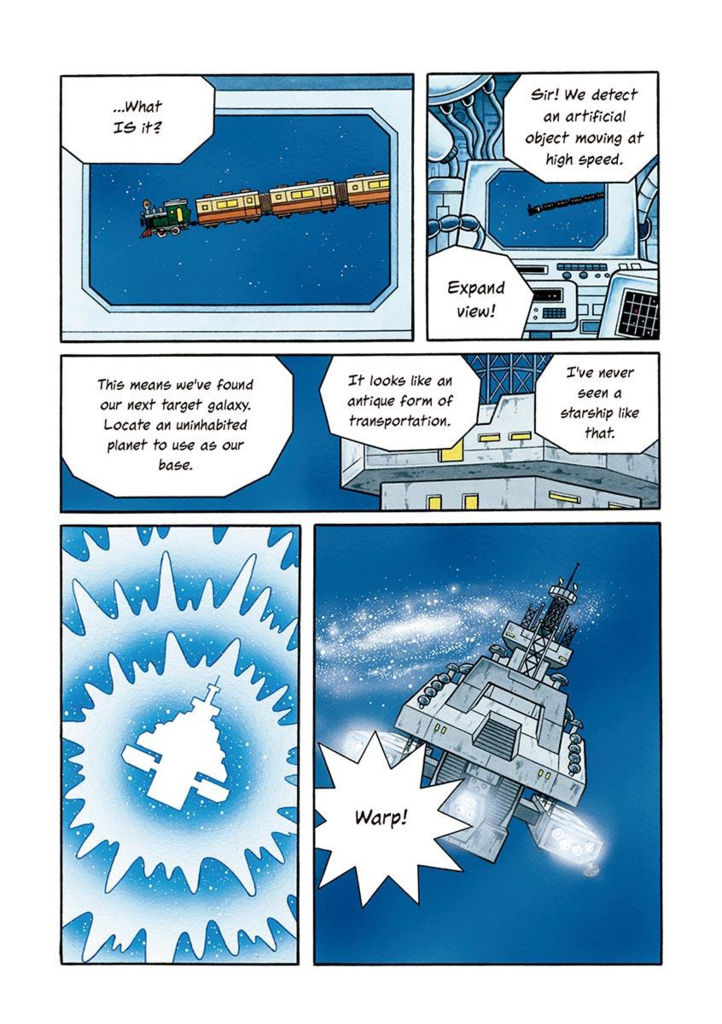 Sir! We detect
an artificial
object moving at
high speed.
Expand
view!
...What
IS it?
I've never
seen a
starship like
that.
It looks like an
antique form of
transportation.
This means we've found
our next target galaxy.
Locate an uninhabited
planet to use as our
base.
Warp!